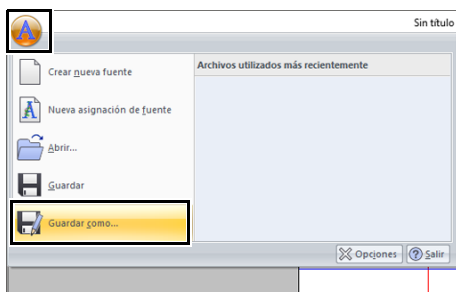 A
Sin título
Crear nueva fuente
Archivos utilizados más recientemente
Nueva asignación de fuente
A
Abrir...
Guardar
Guardar como...
Opciones
Salir